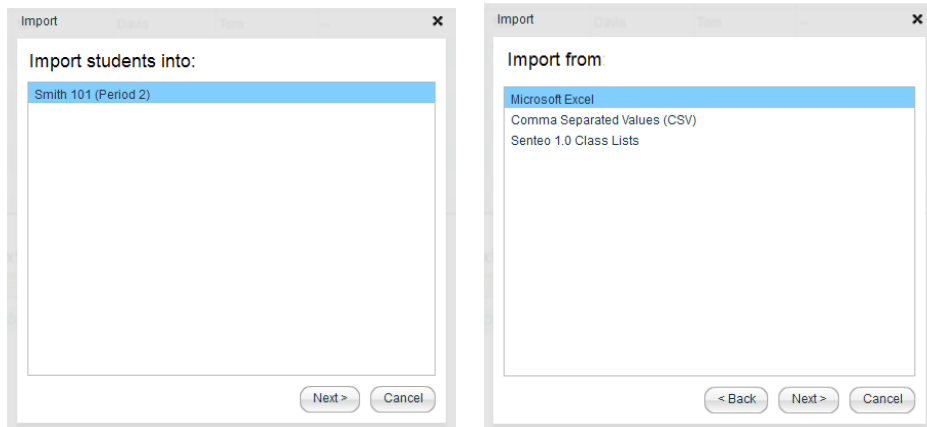 Import
Import students into:
Smith 101 (Period 2)
Next >
Cancel
Import
Import from:
Microsoft Excel
Comma Separated Values (CSV)
Senteo 1.0 Class Lists
< Back
Next >
Cancel